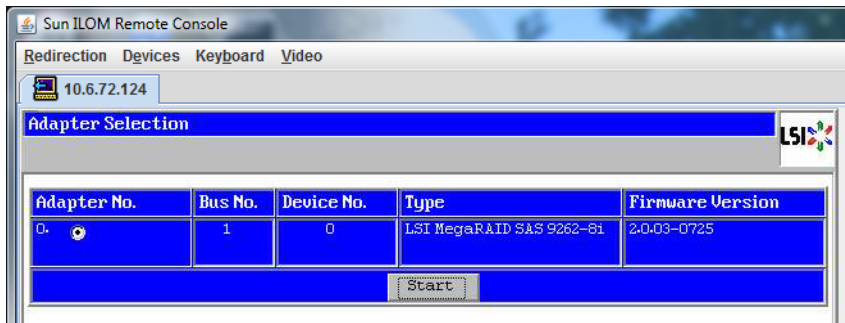 Sun ILOM Remote Console
Redirection Devices Keyboard Video
10.6.72.124
Adapter Selection
LSI
Adapter No. Bus No. Device No. Type Firmware Version
0. 1 0 LSI MegaRAID SAS 9262-8i 2.0.03-0725
Start